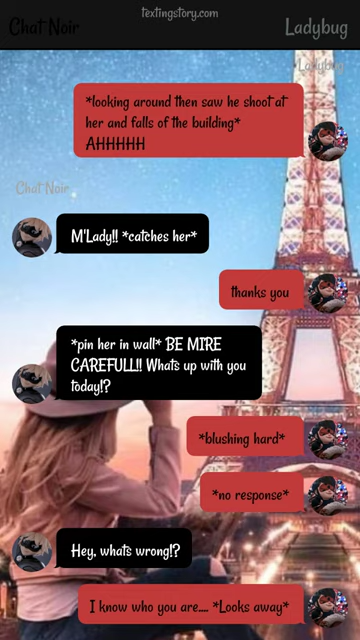 textingstory.com
Chat Noir
Ladybug
Ladybug
*looking around then saw he shoot at
her and falls of the building*
AHHHHH
Chat Noir
M'Lady!! *catches her*
thanks you
*pin her in wall* BE MIRE
CAREFULL!! Whats up with you
today!?
*blushing hard*
*no response*
Hey, whats wrong!?
I know who you are.... *Looks away*